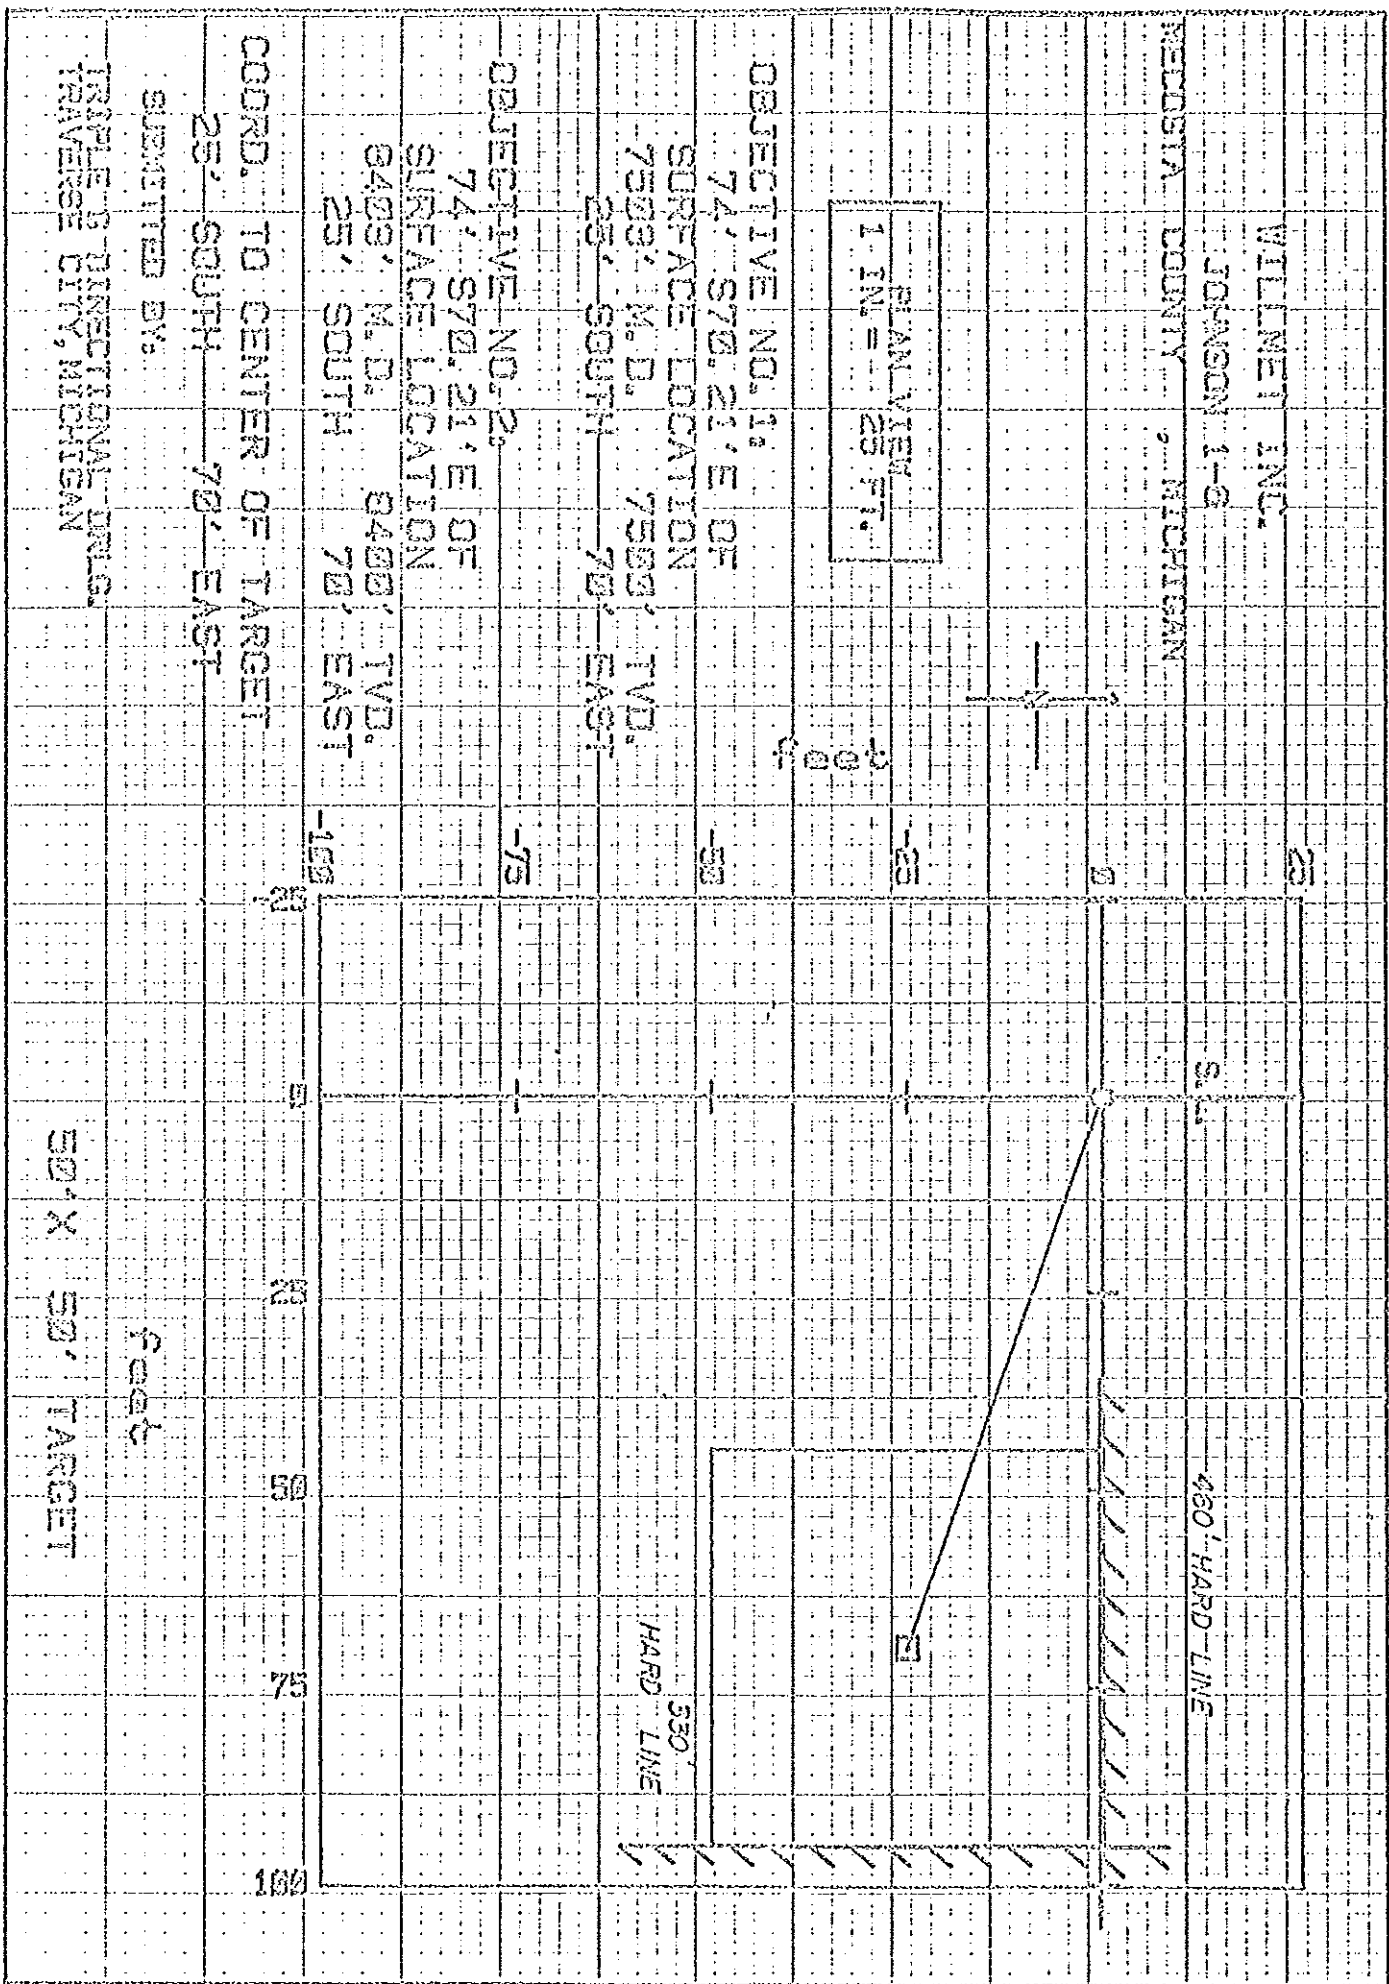 WILLMET INC.
JOHNSON 1-6
MECOSTA COUNTY, MICHIGAN
PLAN VIEW
1 IN. = 25 FT.
OBJECTIVE NO. 1:
74' S70.21'E OF
SURFACE LOCATION
7500' TVD.
25' SOUTH 70' EAST
OBJECTIVE NO. 2:
74' S70.21'E OF
SURFACE LOCATION
8409' M.D. 8400' TVD.
25' SOUTH 70' EAST
COORD. TO CENTER OF TARGET
25' SOUTH 70' EAST
SUBMITTED BY:
DIRECTIONAL DRLG.
TRAVERSE CITY, MICHIGAN
N
feet
25
0
-25
-50
-75
-100
S.L.
HARD LINE
330'
HARD LINE
-25
0
25
50
75
100
feet
50' X 50' TARGET